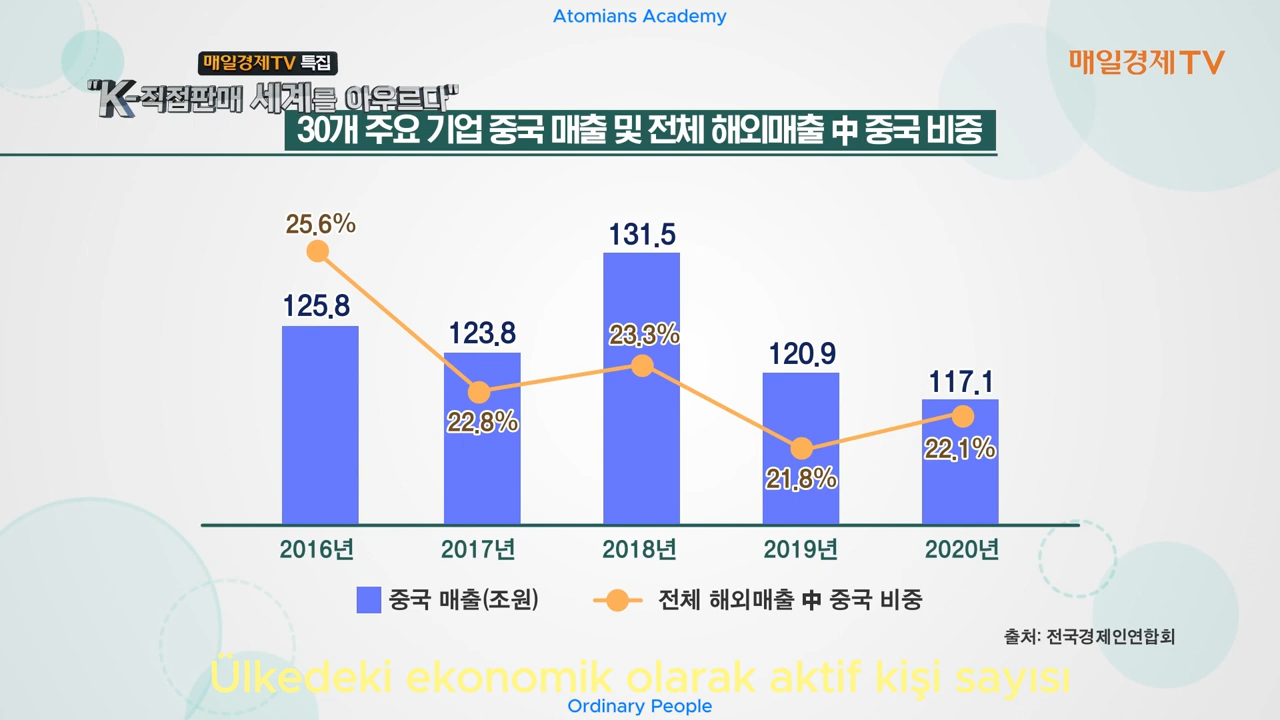 Atomians Academy
매일경제TV 특집
"K-직접판매 세계를 아우르다"
매일경제TV
30개 주요 기업 중국 매출 및 전체 해외매출 中 중국 비중
25.6%
125.8
123.8
22.8%
131.5
23.3%
120.9
21.8%
117.1
22.1%
2016년 2017년 2018년 2019년 2020년
중국 매출(조원) 전체 해외매출 中 중국 비중
출처: 전국경제인연합회
Ülkedeki ekonomik olarak aktif kişi sayısı
Ordinary People